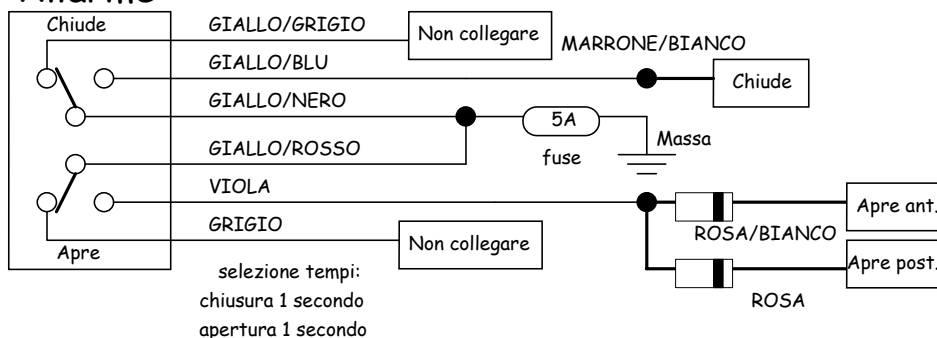 Chiude
GIALLO/GRIGIO
Non collegare
MARRONE/BIANCO
GIALLO/BLU
Chiude
GIALLO/NERO
5A
fuse
Massa
GIALLO/ROSSO
VIOLA
Apre ant.
ROSA/BIANCO
GRIGIO
Non collegare
Apre
Apre post.
ROSA
selezione tempi:
chiusura 1 secondo
apertura 1 secondo